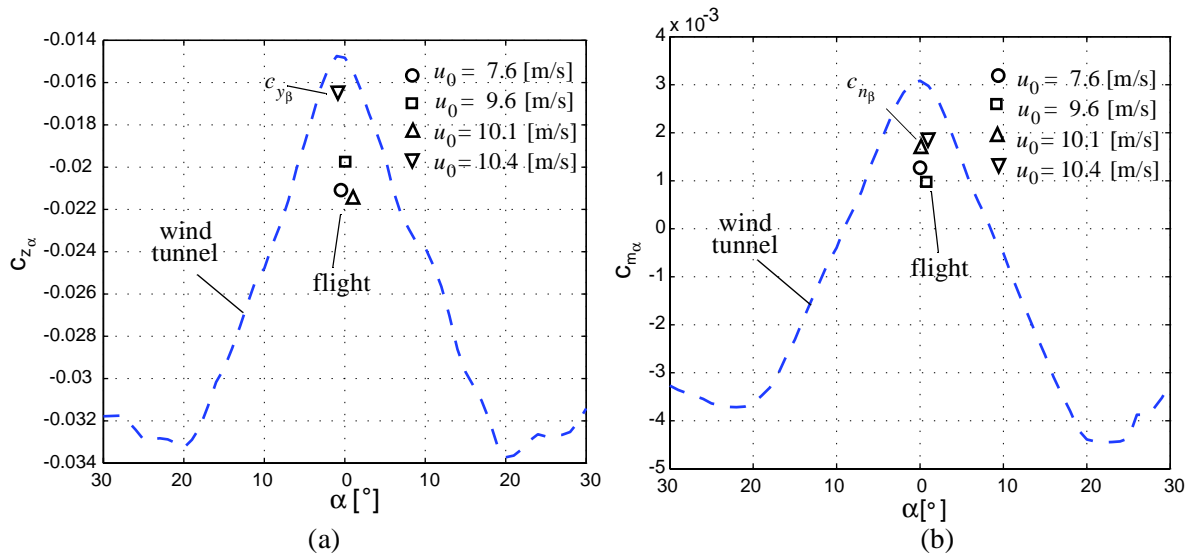 -0.014
-0.016
-0.018
-0.02
-0.022
-0.024
-0.026
-0.028
-0.03
-0.032
-0.034
c_zα
30 20 10 0 10 20 30
α [°]
c_yβ
u_0 = 7.6 [m/s]
u_0 = 9.6 [m/s]
u_0 = 10.1 [m/s]
u_0 = 10.4 [m/s]
wind
tunnel
flight
(a)
4 x 10^-3
3
2
1
0
-1
-2
-3
-4
-5
c_mα
30 20 10 0 10 20 30
α[°]
c_nβ
u_0 = 7.6 [m/s]
u_0 = 9.6 [m/s]
u_0 = 10.1 [m/s]
u_0 = 10.4 [m/s]
flight
wind
tunnel
(b)